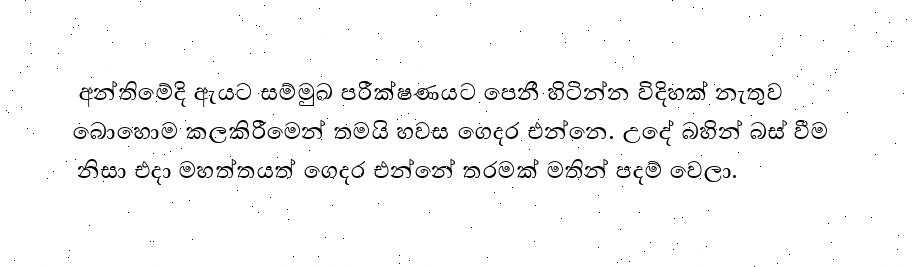 අන්තිමේදි ඇයට සම්මුඛ පරීක්ෂණයට පෙනී හිටින්න විදිහක් නැතුව
බොහොම කලකිරීමෙන් තමයි හවස ගෙදර එන්නෙ. උදේ බහින් බස් වීම
නිසා එදා මහත්තයත් ගෙදර එන්නේ තරමක් මතින් පදම් වෙලා.